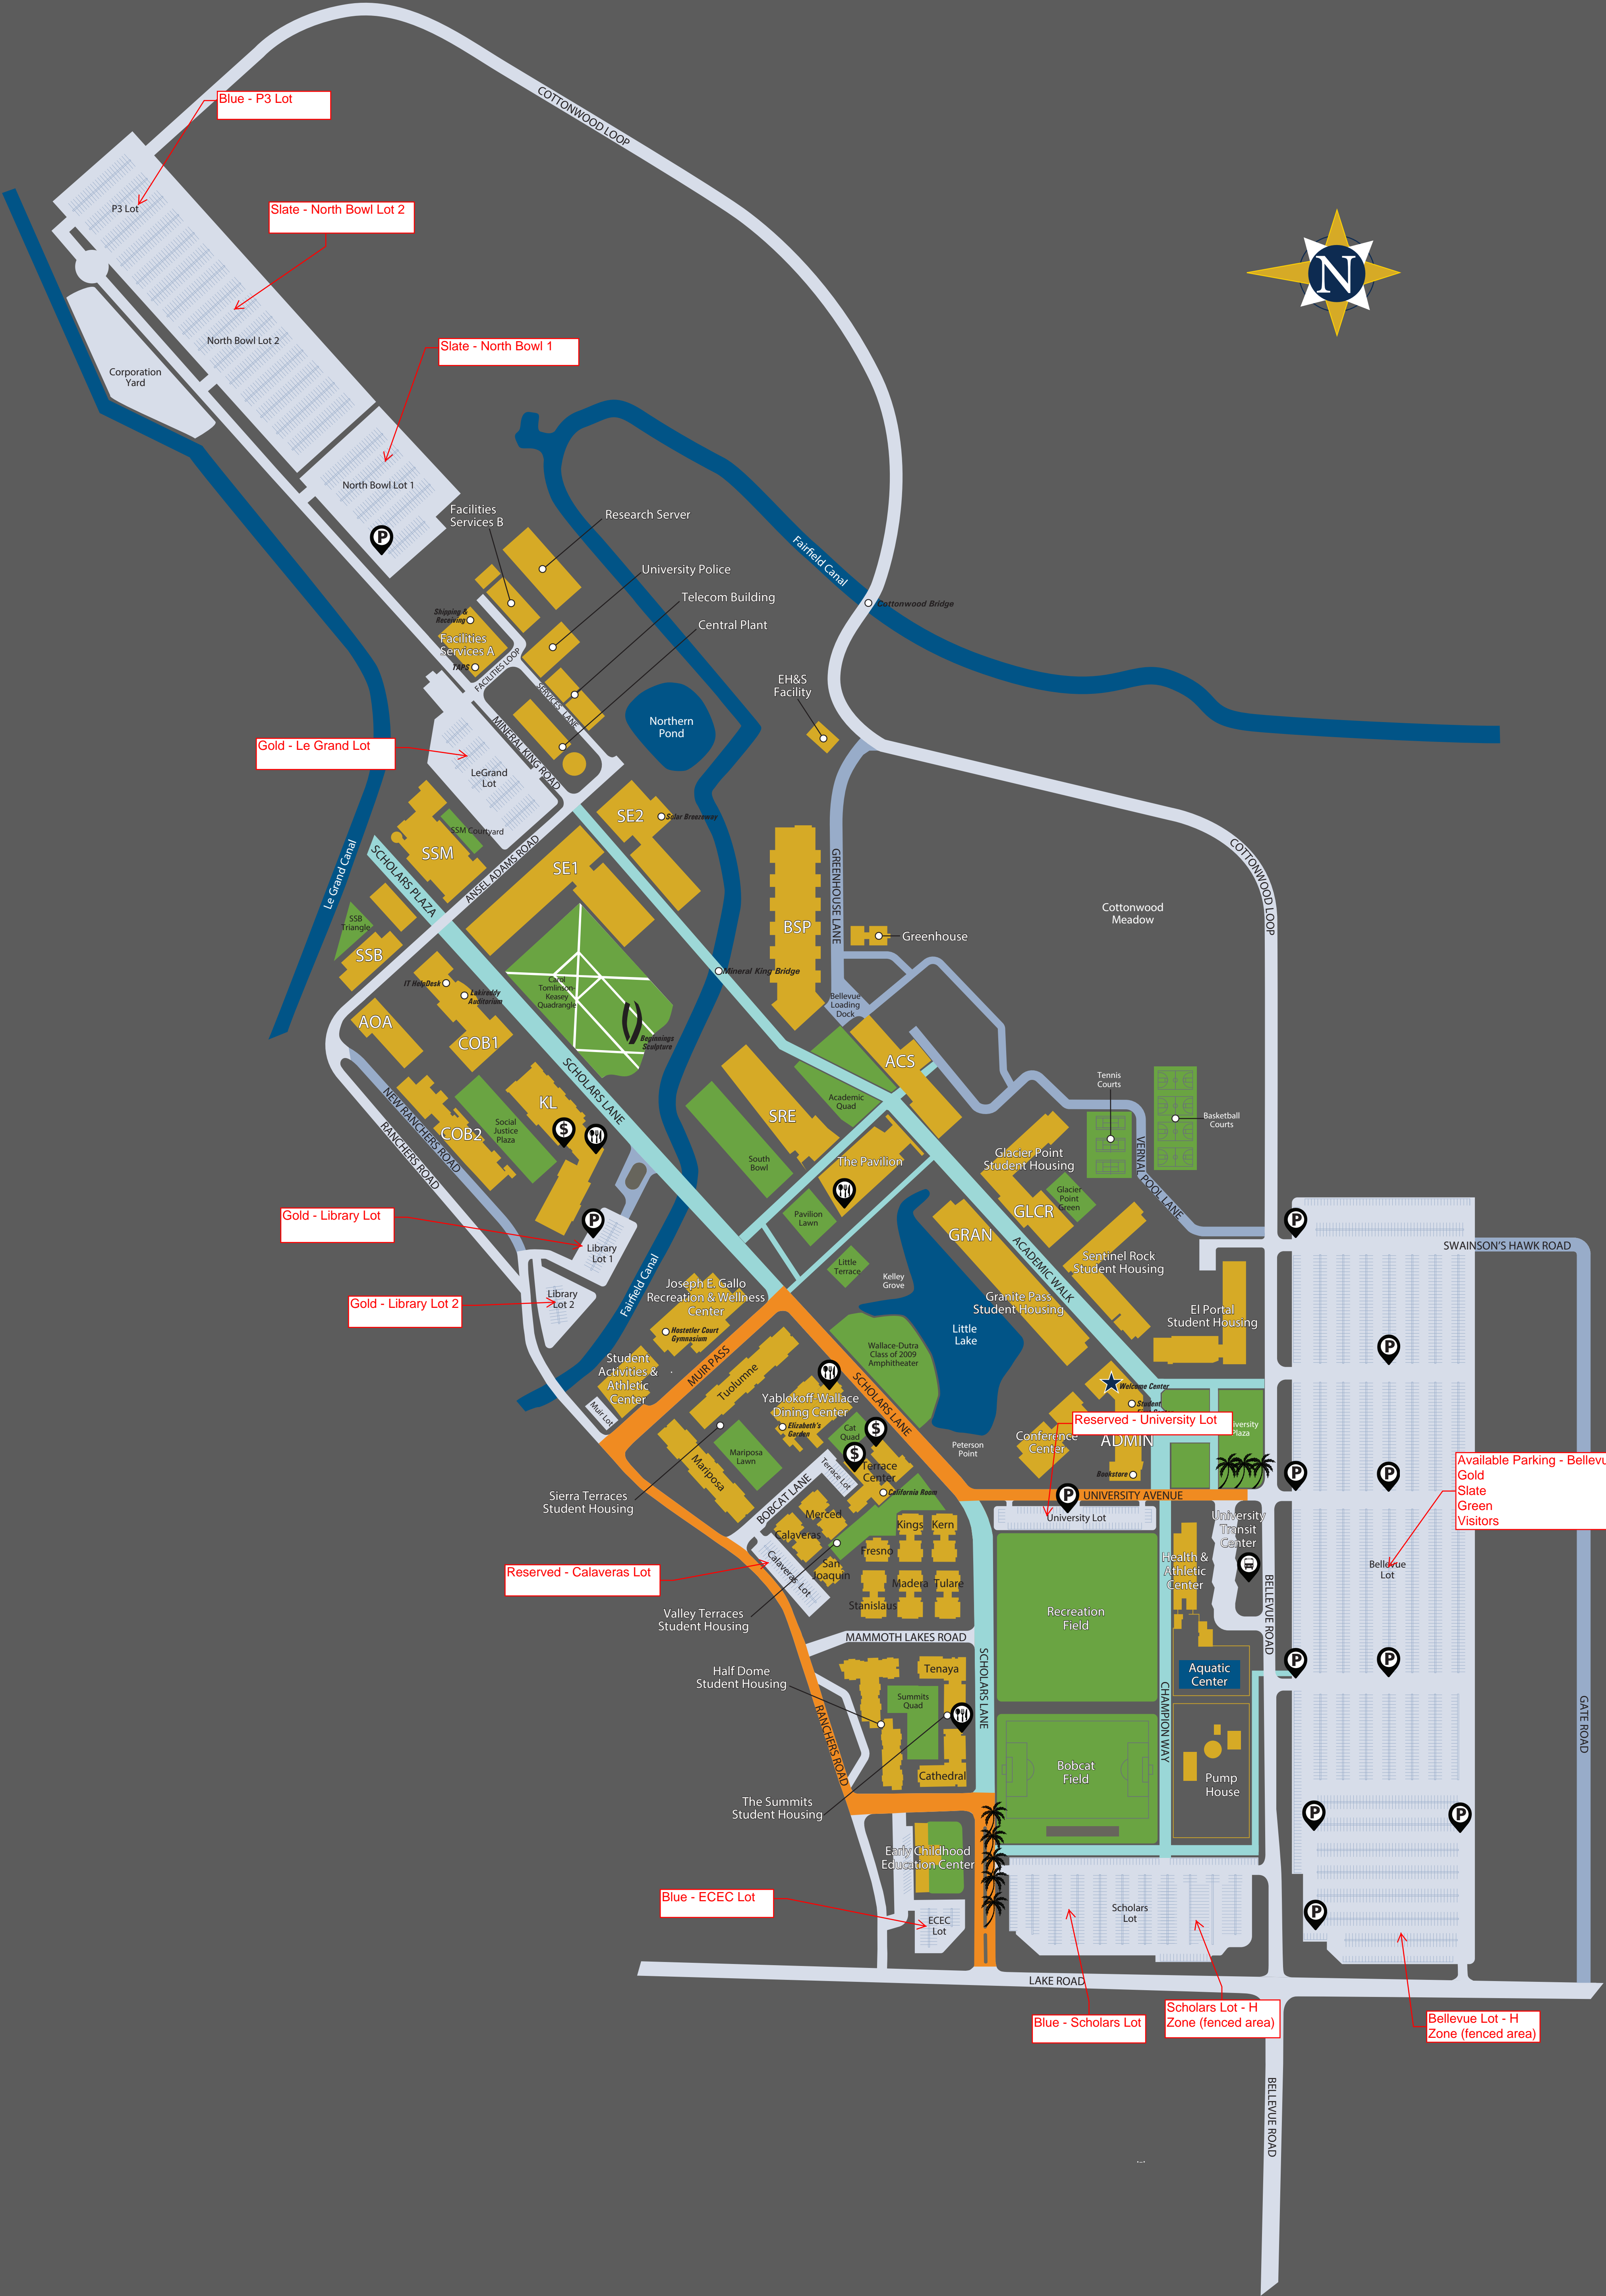 COTTONWOOD LOOP
Blue - P3 Lot
P3 Lot
Slate - North Bowl Lot 2
N
North Bowl Lot 2
Slate - North Bowl 1
Corporation
Yard
North Bowl Lot 1
P
Facilities
Services B
Research Server
Fairfield Canal
University Police
Telecom Building
Cottonwood Bridge
Shipping &
Receiving
Central Plant
Facilities
Services A
TAPS
FACILITIES LOOP
SERVICES LANE
EH&S
Facility
MINERAL KING ROAD
Northern
Pond
Gold - Le Grand Lot
LeGrand
Lot
SE2
Solar Breezeway
SSM Courtyard
SSM
SE1
ANSEL ADAMS ROAD
SCHOLARS PLAZA
Le Grand Canal
GREENHOUSE LANE
COTTONWOOD LOOP
Cottonwood
Meadow
SSB
Triangle
SSB
BSP
Greenhouse
IT HelpDesk
Lakireddy
Auditorium
Mineral King Bridge
Carol
Tomlinson-
Keasey
Quadrangle
Bellevue
Loading
Dock
AOA
COB1
Beginnings
Sculpture
SCHOLARS LANE
ACS
Tennis
Courts
NEW RANCHERS ROAD
RANCHERS ROAD
KL
$
COB2
Social
Justice
Plaza
SRE
Academic
Quad
Basketball
Courts
South
Bowl
The Pavilion
Glacier Point
Student Housing
VERNAL POOL LANE
Glacier
Point
Green
Pavilion
Lawn
GLCR
Gold - Library Lot
P
Library
Lot 1
GRAN
ACADEMIC WALK
P
SWAINSON'S HAWK ROAD
Sentinel Rock
Student Housing
Little
Terrace
Kelley
Grove
Fairfield Canal
Joseph E. Gallo
Recreation & Wellness
Center
Gold - Library Lot 2
Library
Lot 2
Granite Pass
Student Housing
El Portal
Student Housing
Hostetler Court
Gymnasium
Little
Lake
Wallace-Dutra
Class of 2009
Amphitheater
P
MUIR PASS
Student
Activities &
Athletic
Center
Tuolumne
SCHOLARS LANE
Welcome Center
Yablokoff-Wallace
Dining Center
Student
Muir Lot
Elizabeth's
Garden
Cat
Quad
$
Reserved - University Lot
Mariposa
Mariposa
Lawn
$
Peterson
Point
Conference
Center
ADMIN
Terrace
Center
Terrace Lot
Bookstore
P
P
Available Parking - Bellevu
Gold
Slate
Green
Visitors
Sierra Terraces
Student Housing
BOBCAT LANE
California Room
P
UNIVERSITY AVENUE
University Lot
Merced
Calaveras
Kings
Kern
University
Transit
Center
Reserved - Calaveras Lot
Calaveras Lot
San
Joaquin
Fresno
Health &
Athletic
Center
Bellevue
Lot
BELLEVUE ROAD
Valley Terraces
Student Housing
Stanislaus
Madera
Tulare
Recreation
Field
MAMMOTH LAKES ROAD
SCHOLARS LANE
P
P
Half Dome
Student Housing
Tenaya
Aquatic
Center
Summits
Quad
CHAMPION WAY
GATE ROAD
RANCHERS ROAD
Cathedral
Bobcat
Field
Pump
House
The Summits
Student Housing
P
P
Early Childhood
Education Center
Blue - ECEC Lot
ECEC
Lot
Scholars
Lot
P
LAKE ROAD
Blue - Scholars Lot
Scholars Lot - H
Zone (fenced area)
Bellevue Lot - H
Zone (fenced area)
BELLEVUE ROAD